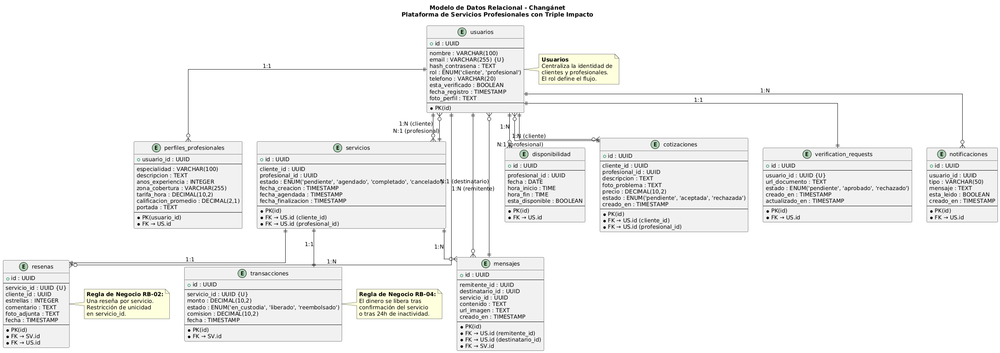 Modelo de Datos Relacional - Changánet
Plataforma de Servicios Profesionales con Triple Impacto
E usuarios
id : UUID
nombre : VARCHAR(100)
email : VARCHAR(255) {U}
hash_contrasena : TEXT
rol : ENUM('cliente', 'profesional')
telefono : VARCHAR(20)
esta_verificado : BOOLEAN
fecha_registro : TIMESTAMP
foto_perfil : TEXT
PK(id)
Usuarios
Centraliza la identidad de
clientes y profesionales.
El rol define el flujo.
1:1
1:N
1:1
1:N (cliente)
N:1 (profesional)
1:N
1:N (cliente)
N:1 (profesional)
E perfiles_profesionales
usuario_id : UUID
especialidad : VARCHAR(100)
descripcion : TEXT
anos_experiencia : INTEGER
zona_cobertura : VARCHAR(255)
tarifa_hora : DECIMAL(10,2)
calificacion_promedio : DECIMAL(2,1)
portada : TEXT
PK(usuario_id)
FK → US.id
E servicios
id : UUID
cliente_id : UUID
profesional_id : UUID
estado : ENUM('pendiente', 'agendado', 'completado', 'cancelado')
fecha_creacion : TIMESTAMP
fecha_agendada : TIMESTAMP
fecha_finalizacion : TIMESTAMP
PK(id)
FK → US.id (cliente_id)
FK → US.id (profesional_id)
N:1 (destinatario)
1:N (remitente)
E disponibilidad
id : UUID
profesional_id : UUID
fecha : DATE
hora_inicio : TIME
hora_fin : TIME
esta_disponible : BOOLEAN
PK(id)
FK → US.id
E cotizaciones
id : UUID
cliente_id : UUID
profesional_id : UUID
descripcion : TEXT
foto_problema : TEXT
precio : DECIMAL(10,2)
estado : ENUM('pendiente', 'aceptada', 'rechazada')
creado_en : TIMESTAMP
PK(id)
FK → US.id (cliente_id)
FK → US.id (profesional_id)
E verification_requests
id : UUID
usuario_id : UUID {U}
url_documento : TEXT
estado : ENUM('pendiente', 'aprobado', 'rechazado')
creado_en : TIMESTAMP
actualizado_en : TIMESTAMP
PK(id)
FK → US.id
E notificaciones
id : UUID
usuario_id : UUID
tipo : VARCHAR(50)
mensaje : TEXT
esta_leido : BOOLEAN
creado_en : TIMESTAMP
PK(id)
FK → US.id
1:1
1:N
1:1
1:N
E resenas
id : UUID
servicio_id : UUID {U}
cliente_id : UUID
estrellas : INTEGER
comentario : TEXT
foto_adjunta : TEXT
fecha : TIMESTAMP
PK(id)
FK → SV.id
FK → US.id
Regla de Negocio RB-02:
Una reseña por servicio.
Restricción de unicidad
en servicio_id.
E transacciones
id : UUID
servicio_id : UUID {U}
monto : DECIMAL(10,2)
estado : ENUM('en_custodia', 'liberado', 'reembolsado')
comision : DECIMAL(10,2)
fecha : TIMESTAMP
PK(id)
FK → SV.id
Regla de Negocio RB-04:
El dinero se libera tras
confirmación del servicio
o tras 24h de inactividad.
E mensajes
id : UUID
remitente_id : UUID
destinatario_id : UUID
servicio_id : UUID
contenido : TEXT
url_imagen : TEXT
creado_en : TIMESTAMP
PK(id)
FK → US.id (remitente_id)
FK → US.id (destinatario_id)
FK → SV.id